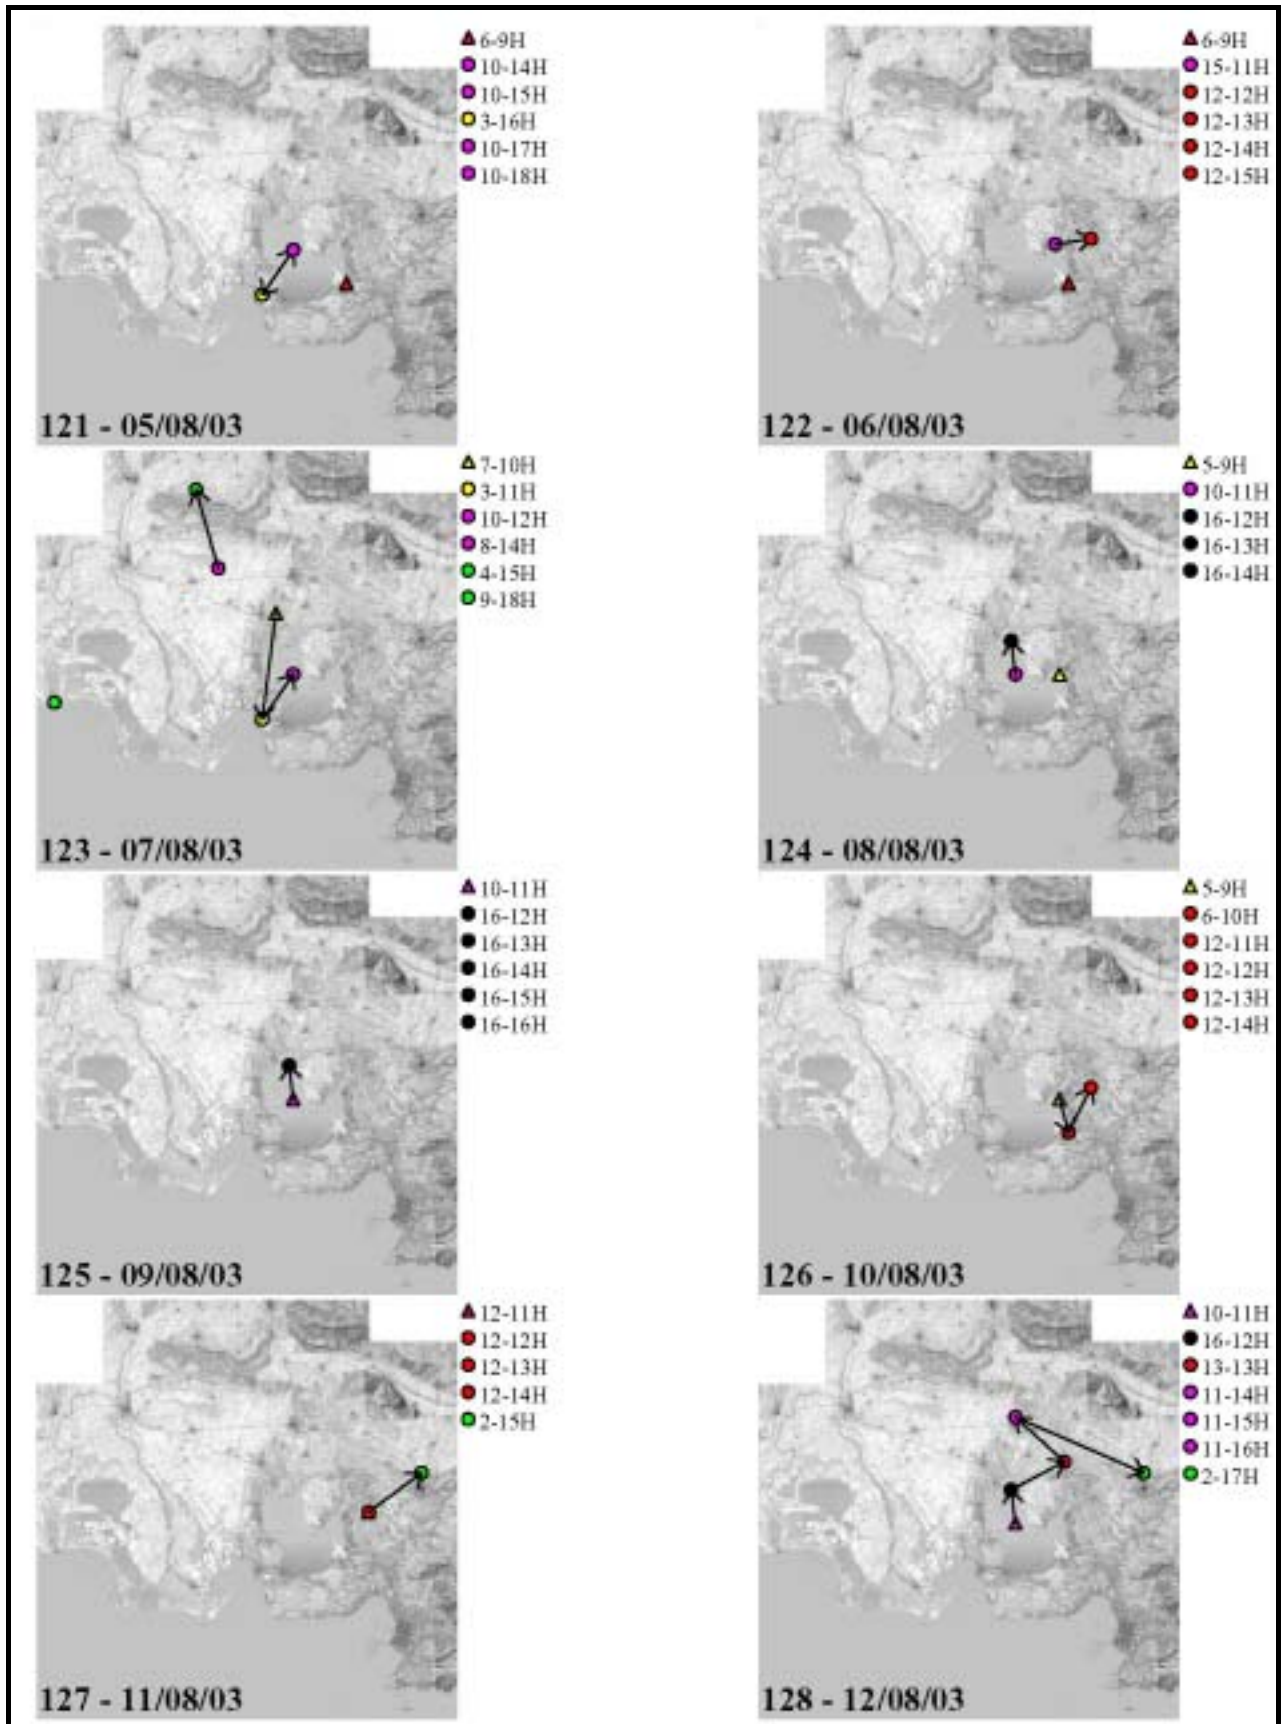 6-9H
10-14H
10-15H
3-16H
10-17H
10-18H
121 - 05/08/03
6-9H
15-11H
12-12H
12-13H
12-14H
12-15H
122 - 06/08/03
7-10H
3-11H
10-12H
8-14H
4-15H
9-18H
123 - 07/08/03
5-9H
10-11H
16-12H
16-13H
16-14H
124 - 08/08/03
10-11H
16-12H
16-13H
16-14H
16-15H
16-16H
125 - 09/08/03
5-9H
6-10H
12-11H
12-12H
12-13H
12-14H
126 - 10/08/03
12-11H
12-12H
12-13H
12-14H
2-15H
127 - 11/08/03
10-11H
16-12H
13-13H
11-14H
11-15H
11-16H
2-17H
128 - 12/08/03